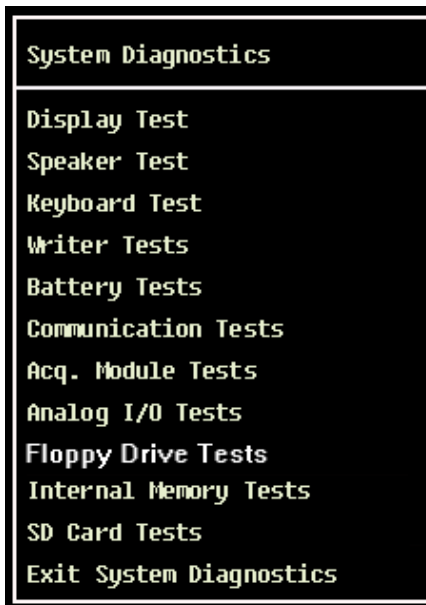 System Diagnostics
Display Test
Speaker Test
Keyboard Test
Writer Tests
Battery Tests
Communication Tests
Acq. Module Tests
Analog I/O Tests
Floppy Drive Tests
Internal Memory Tests
SD Card Tests
Exit System Diagnostics